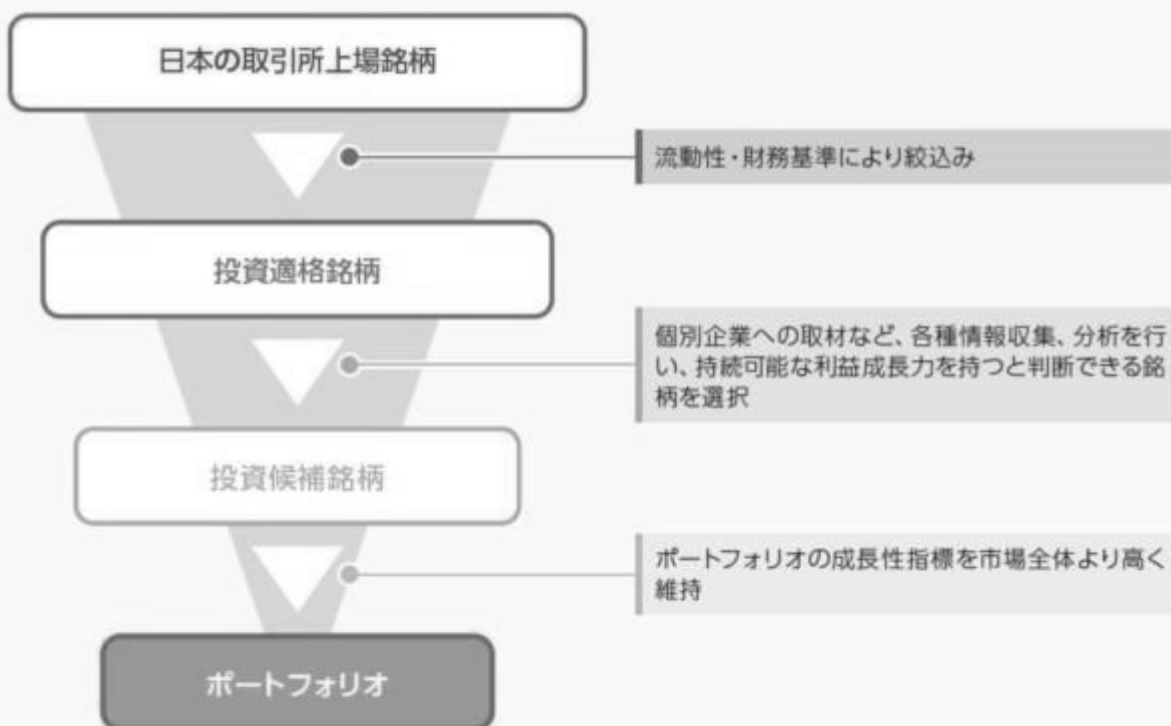 日本の取引所上場銘柄
流動性・財務基準により絞込み
投資適格銘柄
個別企業への取材など、各種情報収集、分析を行
い、持続可能な利益成長力を持つと判断できる銘
柄を選択
投資候補銘柄
ポートフォリオの成長性指標を市場全体より高く
維持
ポートフォリオ